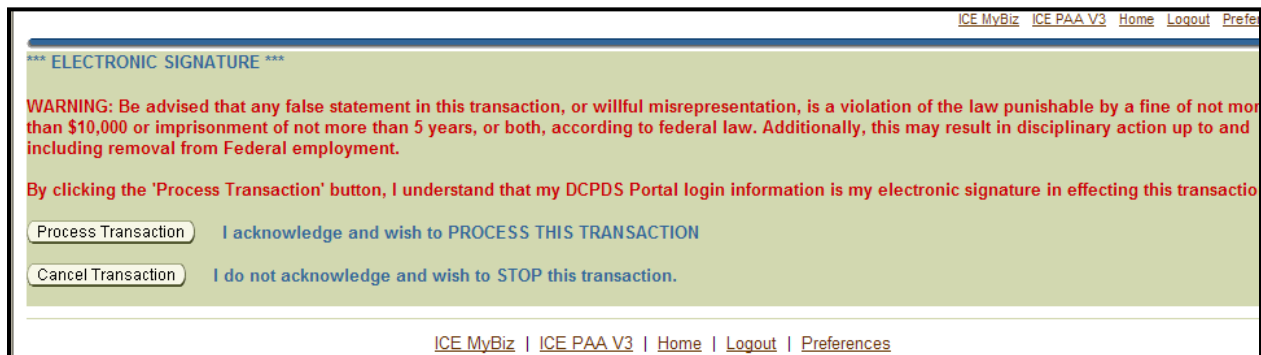 ICE MyBiz ICE PAA V3 Home Logout Prefer
*** ELECTRONIC SIGNATURE ***
WARNING: Be advised that any false statement in this transaction, or willful misrepresentation, is a violation of the law punishable by a fine of not mor
than $10,000 or imprisonment of not more than 5 years, or both, according to federal law. Additionally, this may result in disciplinary action up to and
including removal from Federal employment.
By clicking the 'Process Transaction' button, I understand that my DCPDS Portal login information is my electronic signature in effecting this transactio
Process Transaction I acknowledge and wish to PROCESS THIS TRANSACTION
Cancel Transaction I do not acknowledge and wish to STOP this transaction.
ICE MyBiz | ICE PAA V3 | Home | Logout | Preferences